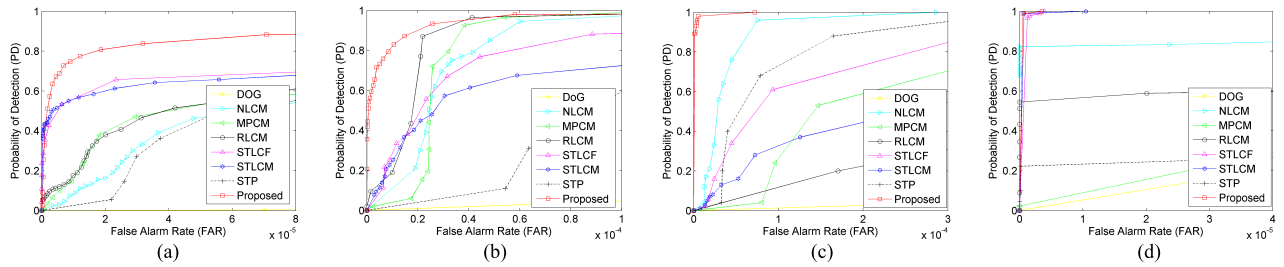 Probability of Detection (PD)
1
0.8
0.6
0.4
0.2
0
0 2 4 6 8
x 10⁻⁵
False Alarm Rate (FAR)
DOG
NLCM
MPCM
RLCM
STLCF
STLCM
STP
Proposed
(a)
Probability of Detection (PD)
1
0.8
0.6
0.4
0.2
0
0 0.2 0.4 0.6 0.8 1
x 10⁻⁴
False Alarm Rate (FAR)
DoG
NLCM
MPCM
RLCM
STLCF
STLCM
STP
Proposed
(b)
Probability of Detection (PD)
1
0.8
0.6
0.4
0.2
0
0 1 2 3
x 10⁻⁴
False Alarm Rate (FAR)
DOG
NLCM
MPCM
RLCM
STLCF
STLCM
STP
Proposed
(c)
Probability of Detection (PD)
1
0.8
0.6
0.4
0.2
0
0 1 2 3 4
x 10⁻⁵
False Alarm Rate (FAR)
DOG
NLCM
MPCM
RLCM
STLCF
STLCM
STP
Proposed
(d)